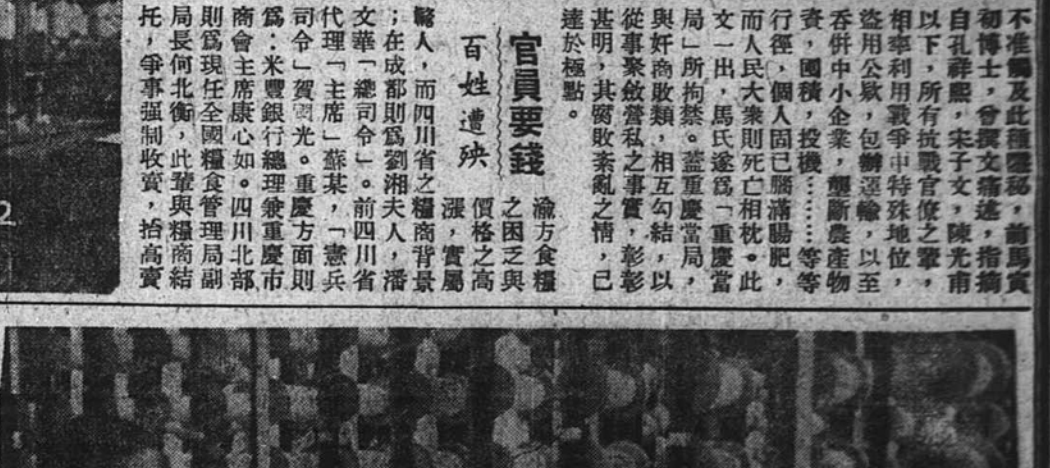 不准觸及此種隱秘，前馬寅
初博士，曾撰文痛述，指摘
自孔祥熙，宋子文，陳光甫
以下，所有抗戰官僚之輩，
相率利用戰爭中特殊地位，
盜用公欵，包辦運輸，以至
吞併中小企業，壟斷農產物
資，國積，投機……等等
行徑，個人固已腦滿腸肥，
而人民大衆則死亡相枕。此
文一出，馬氏遂爲「重慶當
局」所拘禁。蓋重慶當局，
與奸商敗類，相互勾結，以
從事聚斂營私之事實，彰彰
甚明，其腐敗紊亂之情，已
達於極點。
官員要錢
百姓遭殃
渝方食糧
之困乏與
價格之高
漲，實屬
驚人，而四川省之糧商背景
；在成都則爲劉湘夫人，潘
文華「總司令」。前四川省
代理「主席」蘇某，「憲兵
司令」賀光。重慶方面則
爲：米豐銀行總理兼重慶市
商會主席康心如。四川北部
則爲現任全國糧食管理局副
局長何北衡，此輩與糧商結
托，爭事强制收賣，抬高賣
2